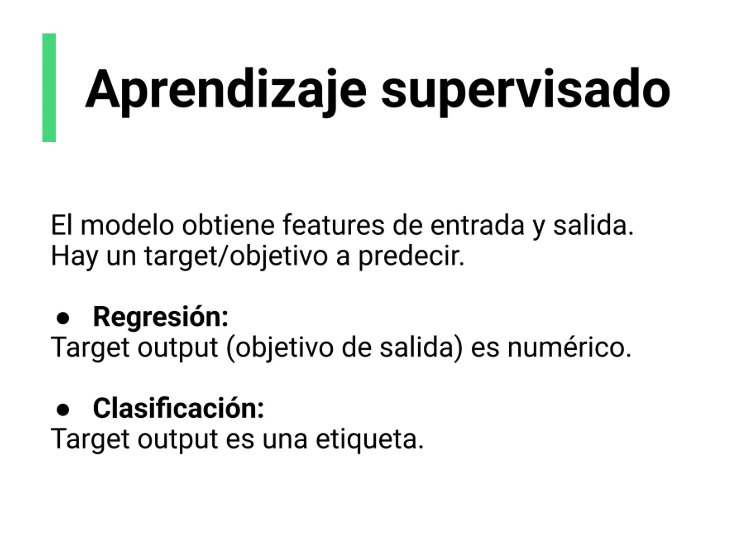 Aprendizaje supervisado
El modelo obtiene features de entrada y salida.
Hay un target/objetivo a predecir.
● Regresión:
Target output (objetivo de salida) es numérico.
● Clasificación:
Target output es una etiqueta.